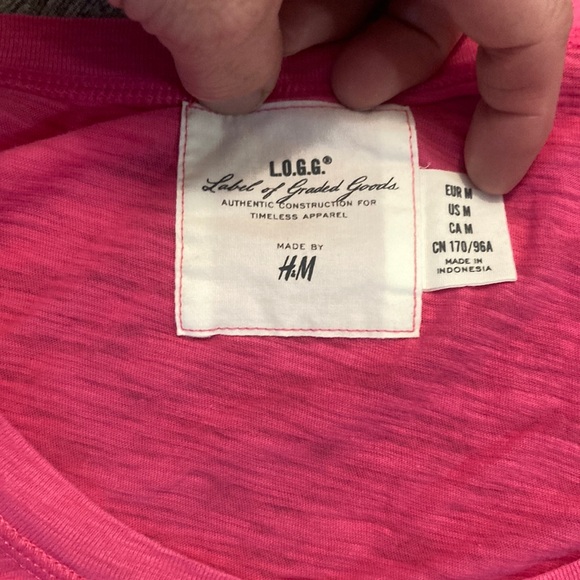 L.O.G.G.®
Label of Graded Goods
AUTHENTIC CONSTRUCTION FOR
TIMELESS APPAREL
MADE BY
H&M
EUR M
US M
CA M
CN 170/96A
MADE IN
INDONESIA